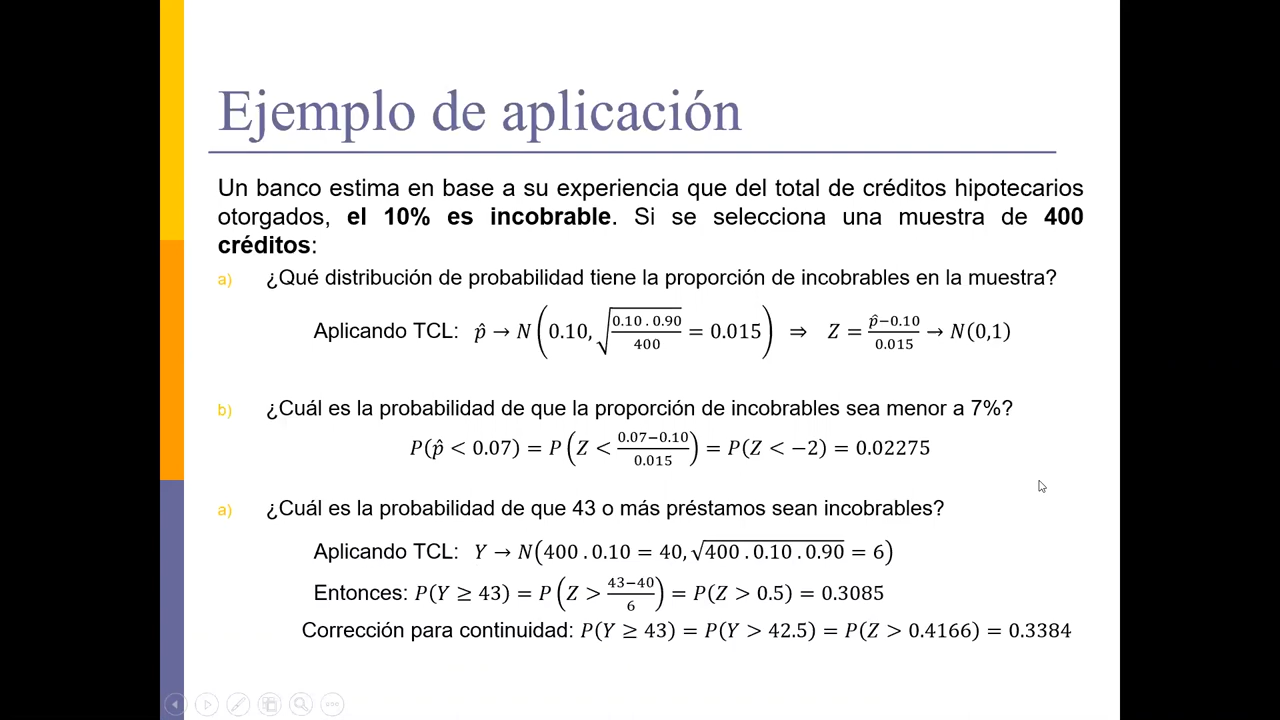 Ejemplo de aplicación
Un banco estima en base a su experiencia que del total de créditos hipotecarios
otorgados, el 10% es incobrable. Si se selecciona una muestra de 400
créditos:
a) ¿Qué distribución de probabilidad tiene la proporción de incobrables en la muestra?
Aplicando TCL: p̂ → N(0.10, √(0.10 . 0.90 / 400) = 0.015) ⇒ Z = (p̂−0.10)/0.015 → N(0,1)
b) ¿Cuál es la probabilidad de que la proporción de incobrables sea menor a 7%?
P(p̂ < 0.07) = P(Z < (0.07−0.10)/0.015) = P(Z < −2) = 0.02275
a) ¿Cuál es la probabilidad de que 43 o más préstamos sean incobrables?
Aplicando TCL: Y → N(400 . 0.10 = 40, √(400 . 0.10 . 0.90) = 6)
Entonces: P(Y ≥ 43) = P(Z > (43−40)/6) = P(Z > 0.5) = 0.3085
Corrección para continuidad: P(Y ≥ 43) = P(Y > 42.5) = P(Z > 0.4166) = 0.3384